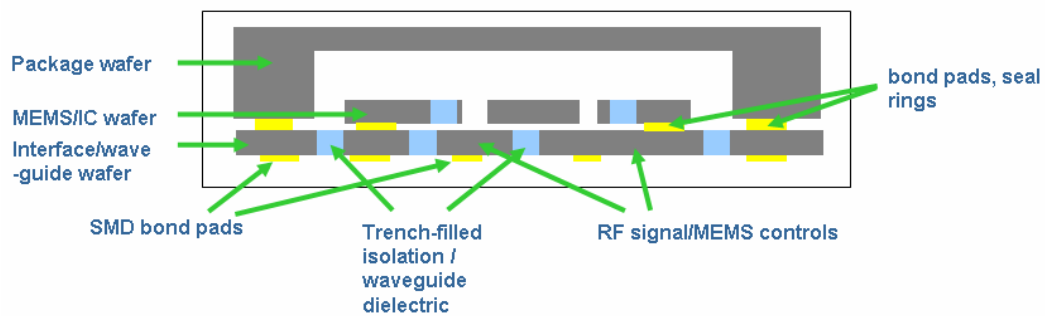 Package wafer
MEMS/IC wafer
Interface/wave
-guide wafer
bond pads, seal
rings
SMD bond pads
Trench-filled
isolation /
waveguide
dielectric
RF signal/MEMS controls